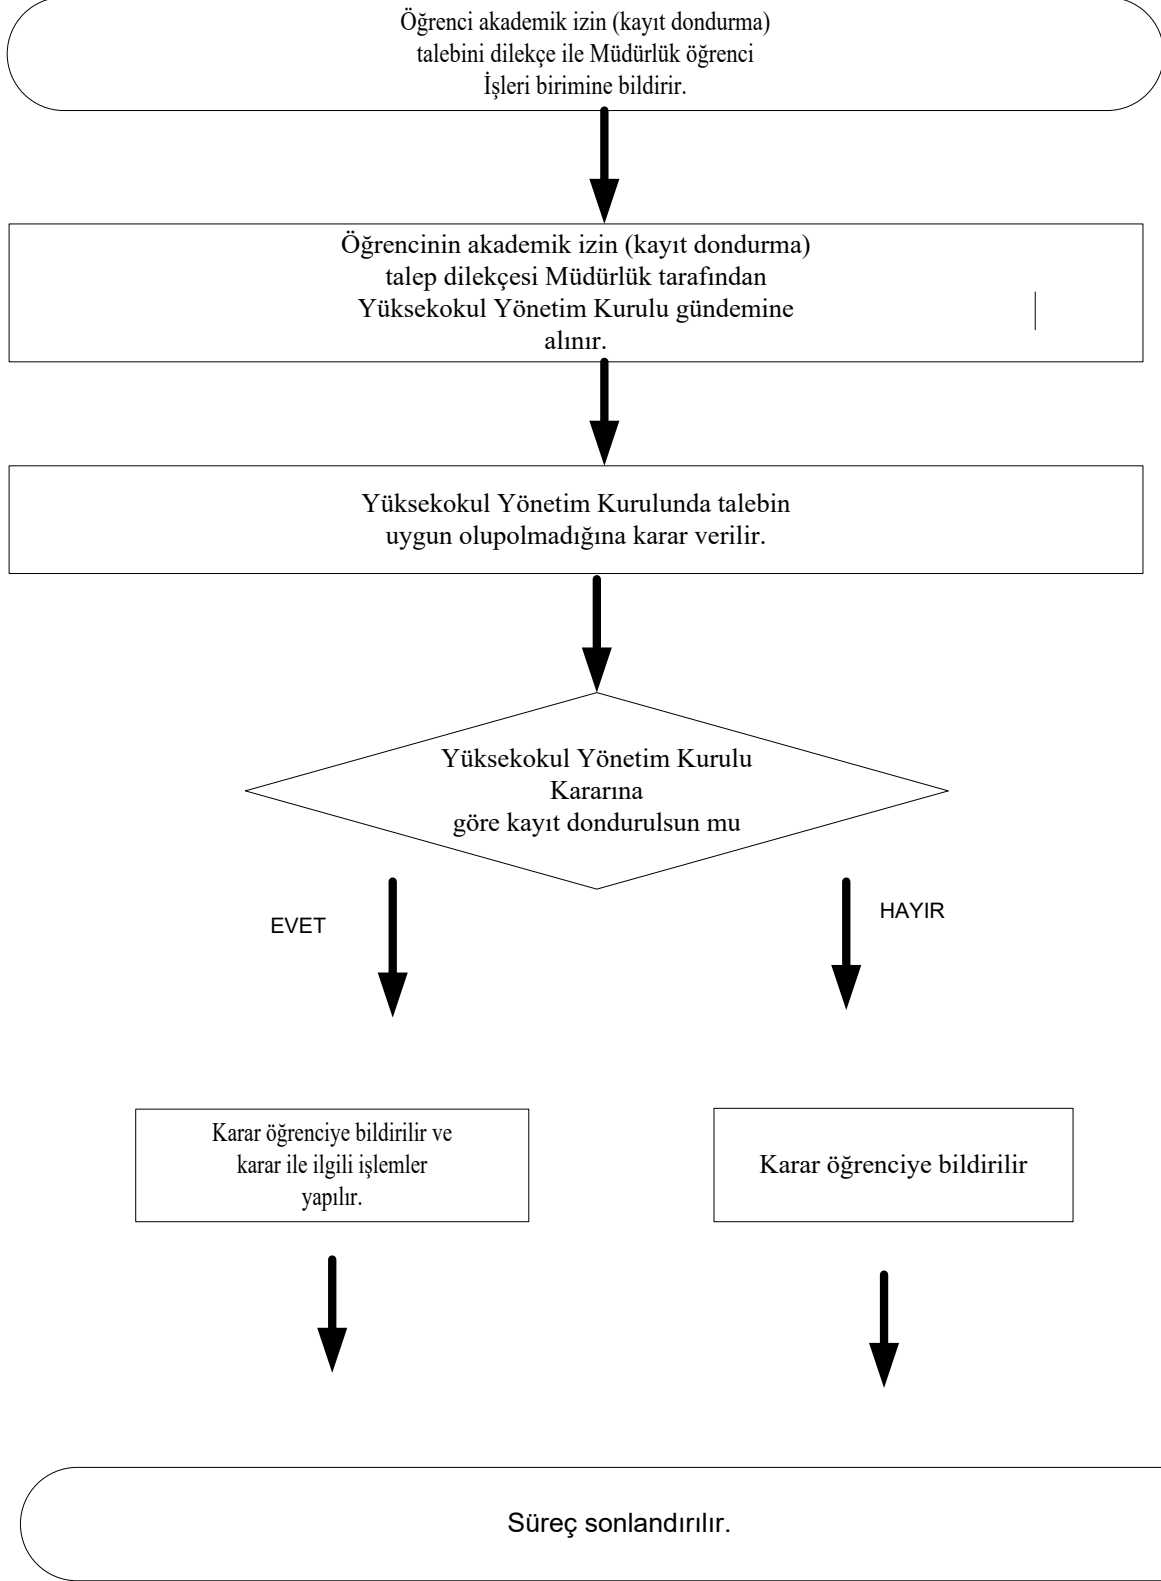 Öğrenci akademik izin (kayıt dondurma)
talebini dilekçe ile Müdürlük öğrenci
İşleri birimine bildirir.
Öğrencinin akademik izin (kayıt dondurma)
talep dilekçesi Müdürlük tarafından
Yüksekokul Yönetim Kurulu gündemine
alınır.
Yüksekokul Yönetim Kurulunda talebin
uygun olupolmadığına karar verilir.
Yüksekokul Yönetim Kurulu
Kararına
göre kayıt dondurulsun mu
EVET
HAYIR
Karar öğrenciye bildirilir ve
karar ile ilgili işlemler
yapılır.
Karar öğrenciye bildirilir
Süreç sonlandırılır.